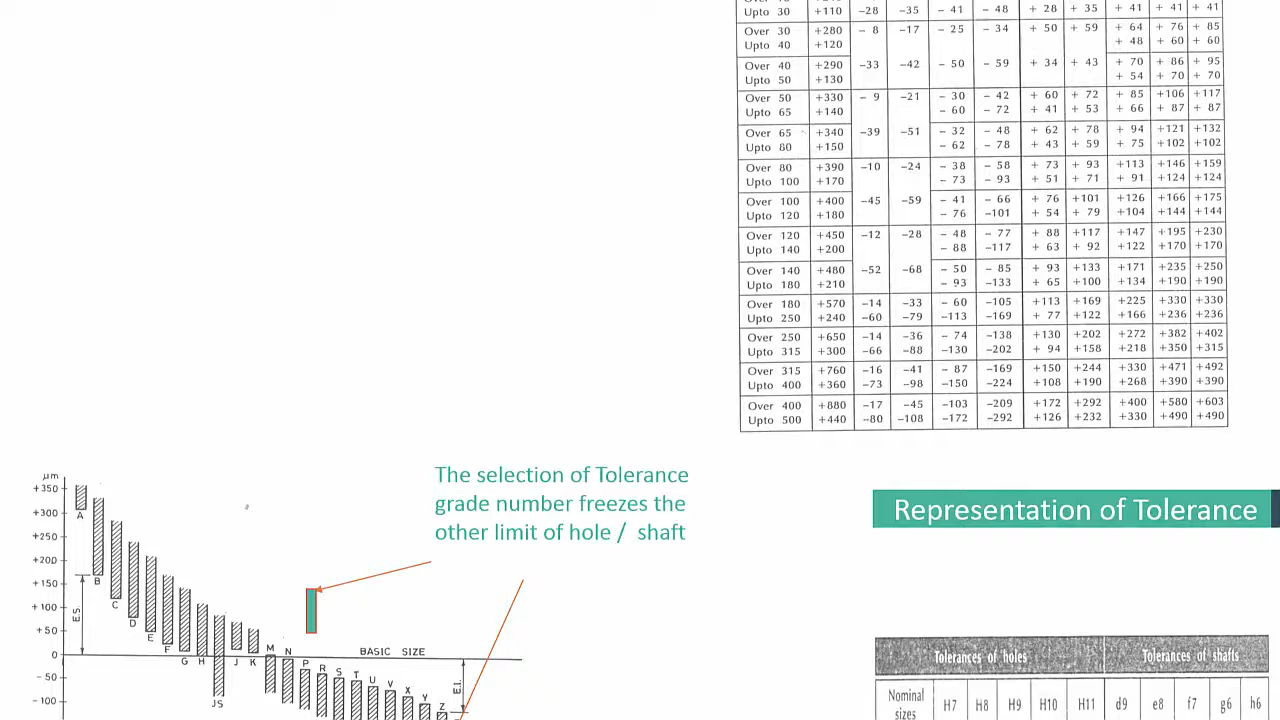 Upto 30 +110 −28 −35 − 41 − 48 + 28 + 35 + 41 + 41 + 41
Over 30 +280 − 8 −17 − 25 − 34 + 50 + 59 + 64 + 76 + 85
Upto 40 +120 + 48 + 60 + 60
Over 40 +290 −33 −42 − 50 − 59 + 34 + 43 + 70 + 86 + 95
Upto 50 +130 + 54 + 70 + 70
Over 50 +330 − 9 −21 − 30 − 42 + 60 + 72 + 85 +106 +117
Upto 65 +140 − 60 − 72 + 41 + 53 + 66 + 87 + 87
Over 65 +340 −39 −51 − 32 − 48 + 62 + 78 + 94 +121 +132
Upto 80 +150 − 62 − 78 + 43 + 59 + 75 +102 +102
Over 80 +390 −10 −24 − 38 − 58 + 73 + 93 +113 +146 +159
Upto 100 +170 − 73 − 93 + 51 + 71 + 91 +124 +124
Over 100 +400 −45 −59 − 41 − 66 + 76 +101 +126 +166 +175
Upto 120 +180 − 76 −101 + 54 + 79 +104 +144 +144
Over 120 +450 −12 −28 − 48 − 77 + 88 +117 +147 +195 +230
Upto 140 +200 − 88 −117 + 63 + 92 +122 +170 +170
Over 140 +480 −52 −68 − 50 − 85 + 93 +133 +171 +235 +250
Upto 180 +210 − 93 −133 + 65 +100 +134 +190 +190
Over 180 +570 −14 −33 − 60 −105 +113 +169 +225 +330 +330
Upto 250 +240 −60 −79 −113 −169 + 77 +122 +166 +236 +236
Over 250 +650 −14 −36 − 74 −138 +130 +202 +272 +382 +402
Upto 315 +300 −66 −88 −130 −202 + 94 +158 +218 +350 +315
Over 315 +760 −16 −41 − 87 −169 +150 +244 +330 +471 +492
Upto 400 +360 −73 −98 −150 −224 +108 +190 +268 +390 +390
Over 400 +880 −17 −45 −103 −209 +172 +292 +400 +580 +603
Upto 500 +440 −80 −108 −172 −292 +126 +232 +330 +490 +490
The selection of Tolerance
grade number freezes the
other limit of hole / shaft
µm
+350
+300
+250
+200
+150
+100
+50
0
− 50
− 100
E.S.
A
B
C
D
E
F
G
H
JS
J
K
M
N
P
R
S
T
U
V
X
Y
Z
BASIC SIZE
E.I.
Representation of Tolerance
Tolerances of holes Tolerances of shafts
Nominal
sizes H7 H8 H9 H10 H11 d9 e8 f7 g6 h6